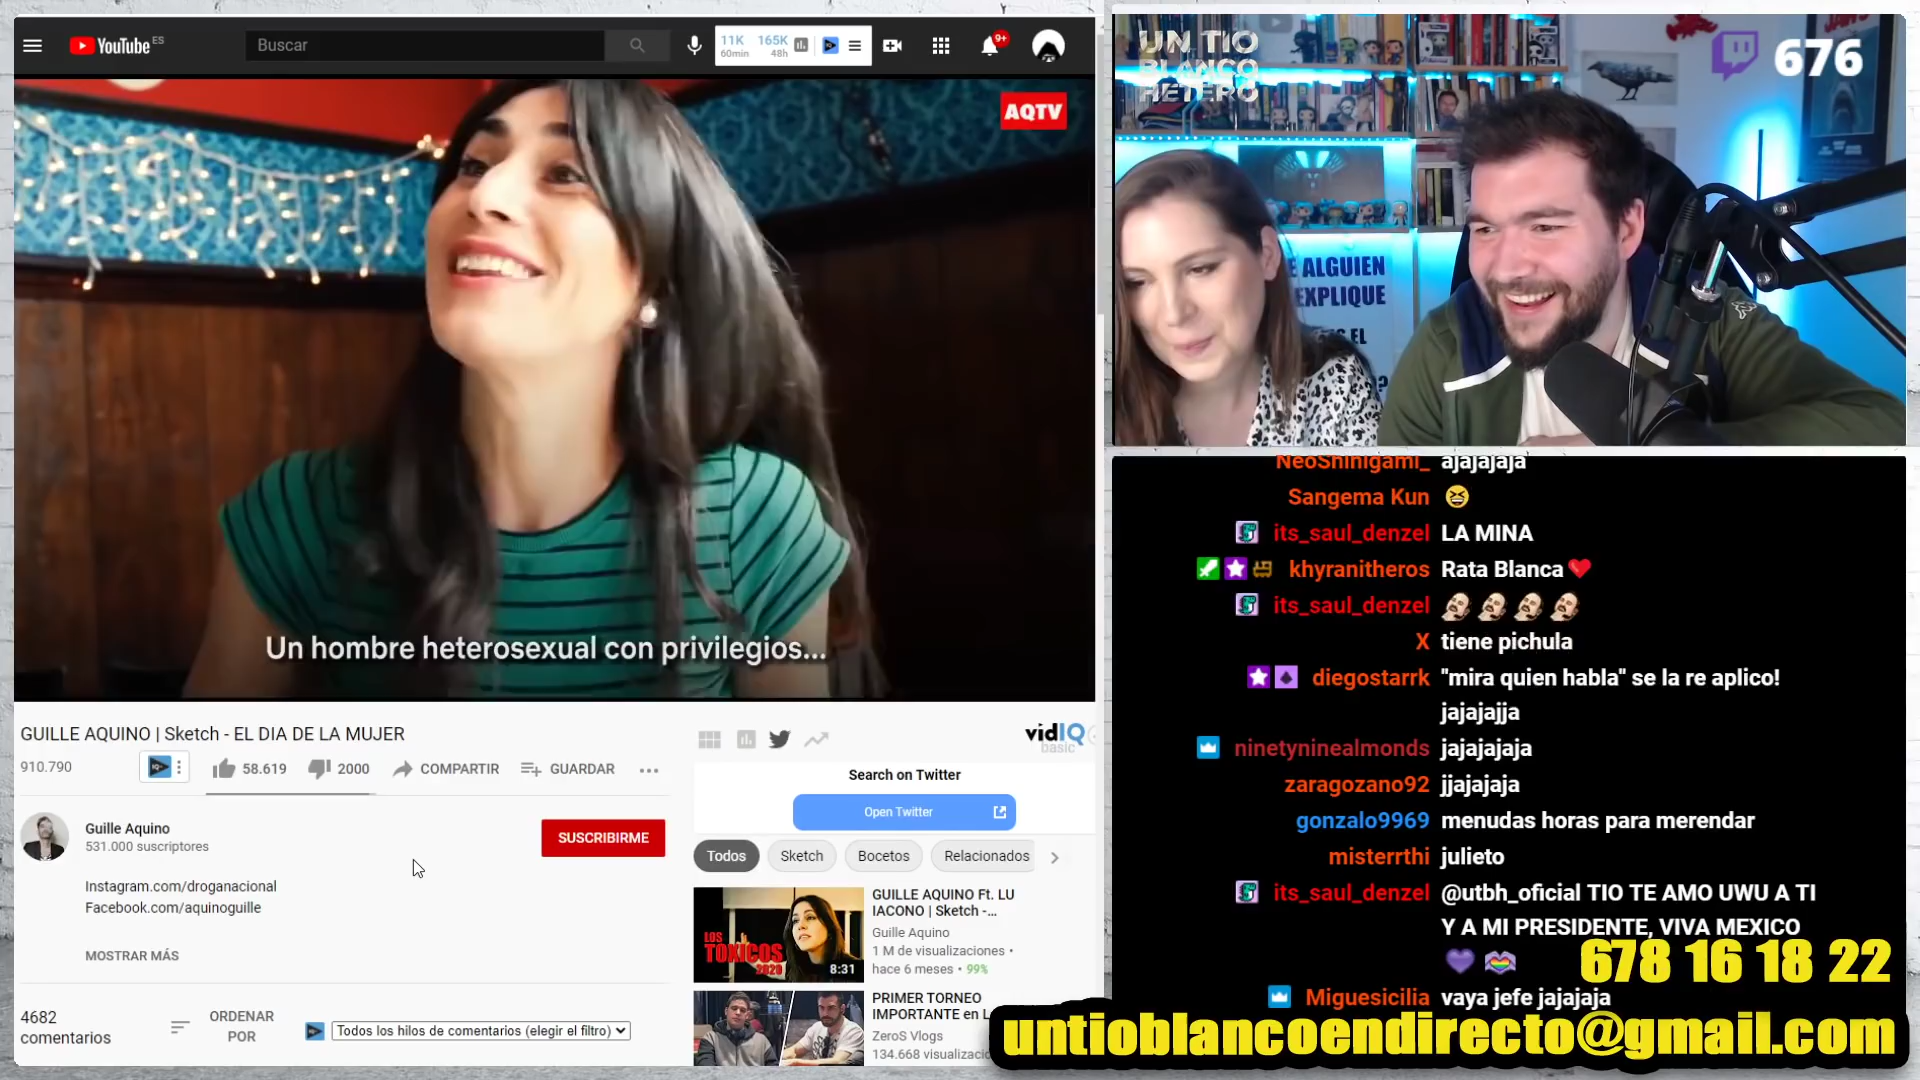 YouTube ES
Buscar
11K
60min
165K
48h
9+
AQTV
Un hombre heterosexual con privilegios...
GUILLE AQUINO | Sketch - EL DIA DE LA MUJER
910.790
58.619
2000
COMPARTIR
GUARDAR
Guille Aquino
531.000 suscriptores
SUSCRIBIRME
Instagram.com/droganacional
Facebook.com/aquinoguille
MOSTRAR MÁS
4682
comentarios
ORDENAR
POR
Todos los hilos de comentarios (elegir el filtro)
vidIQ
basic
Search on Twitter
Open Twitter
Todos
Sketch
Bocetos
Relacionados
LOS
TOXICOS
2020
8:31
GUILLE AQUINO Ft. LU
IACONO | Sketch -...
Guille Aquino
1 M de visualizaciones •
hace 6 meses • 99%
PRIMER TORNEO
IMPORTANTE en L
ZeroS Vlogs
134.668 visualizaci
UN TIO
BLANCO
HETERO
676
E ALGUIEN
EXPLIQUE
NeoShinigami_ ajajajaja
Sangema Kun 😆
its_saul_denzel LA MINA
khyranitheros Rata Blanca ❤
its_saul_denzel
X tiene pichula
diegostarrk "mira quien habla" se la re aplico!
jajajajja
ninetyninealmonds jajajajaja
zaragozano92 jjajajaja
gonzalo9969 menudas horas para merendar
misterrthi julieto
its_saul_denzel @utbh_oficial TIO TE AMO UWU A TI
Y A MI PRESIDENTE, VIVA MEXICO
Miguesicilia vaya jefe jajajaja
678 16 18 22
untioblancoendirecto@gmail.com